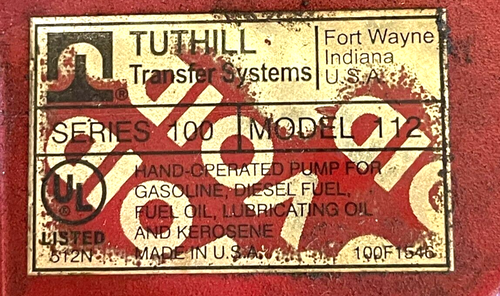 TUTHILL
Transfer Systems
Fort Wayne
Indiana
U.S.A.
®
SERIES 100 MODEL 112
UL
®
LISTED
512N
HAND-OPERATED PUMP FOR
GASOLINE, DIESEL FUEL,
FUEL OIL, LUBRICATING OIL
AND KEROSENE
MADE IN U.S.A.
100F1546